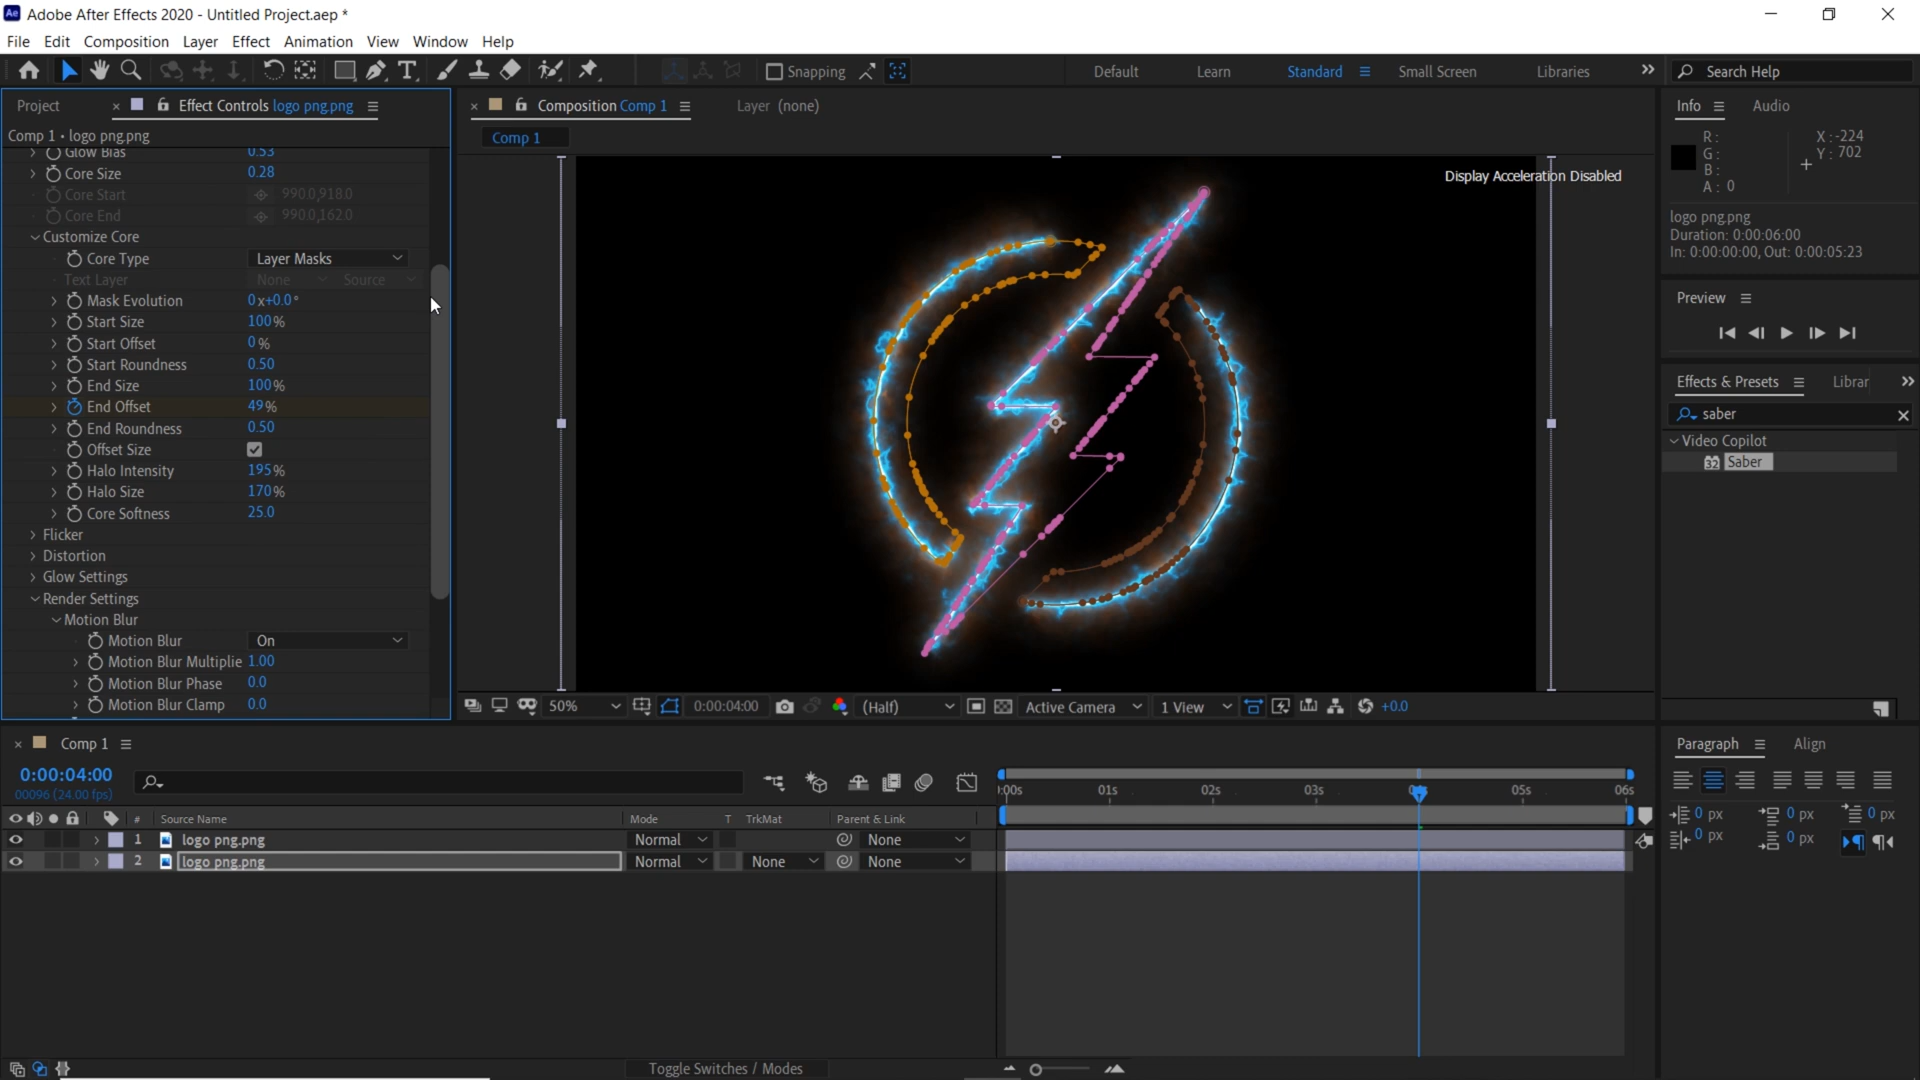 Ae Adobe After Effects 2020 - Untitled Project.aep *
File Edit Composition Layer Effect Animation View Window Help
Snapping
Default Learn Standard Small Screen Libraries
Search Help
Project
Effect Controls logo png.png
Comp 1 • logo png.png
Glow Bias 0.53
Core Size 0.28
Core Start 990.0,918.0
Core End 990.0,162.0
Customize Core
Core Type Layer Masks
Text Layer None Source
Mask Evolution 0x+0.0°
Start Size 100%
Start Offset 0%
Start Roundness 0.50
End Size 100%
End Offset 49%
End Roundness 0.50
Offset Size
Halo Intensity 195%
Halo Size 170%
Core Softness 25.0
Flicker
Distortion
Glow Settings
Render Settings
Motion Blur
Motion Blur On
Motion Blur Multiplie 1.00
Motion Blur Phase 0.0
Motion Blur Clamp 0.0
Composition Comp 1
Layer (none)
Comp 1
Display Acceleration Disabled
50% 0:00:04:00 (Half) Active Camera 1 View +0.0
Info Audio
R:
G:
B:
A: 0
X:-224
Y: 702
logo png.png
Duration: 0:00:06:00
In: 0:00:00:00, Out: 0:00:05:23
Preview
Effects & Presets Librar
saber
Video Copilot
32 Saber
Comp 1
0:00:04:00
00096 (24.00 fps)
# Source Name Mode T TrkMat Parent & Link
1 logo png.png Normal None
2 logo png.png Normal None None
:00s 01s 02s 03s 05s 06s
Toggle Switches / Modes
Paragraph Align
0 px 0 px 0 px
0 px 0 px